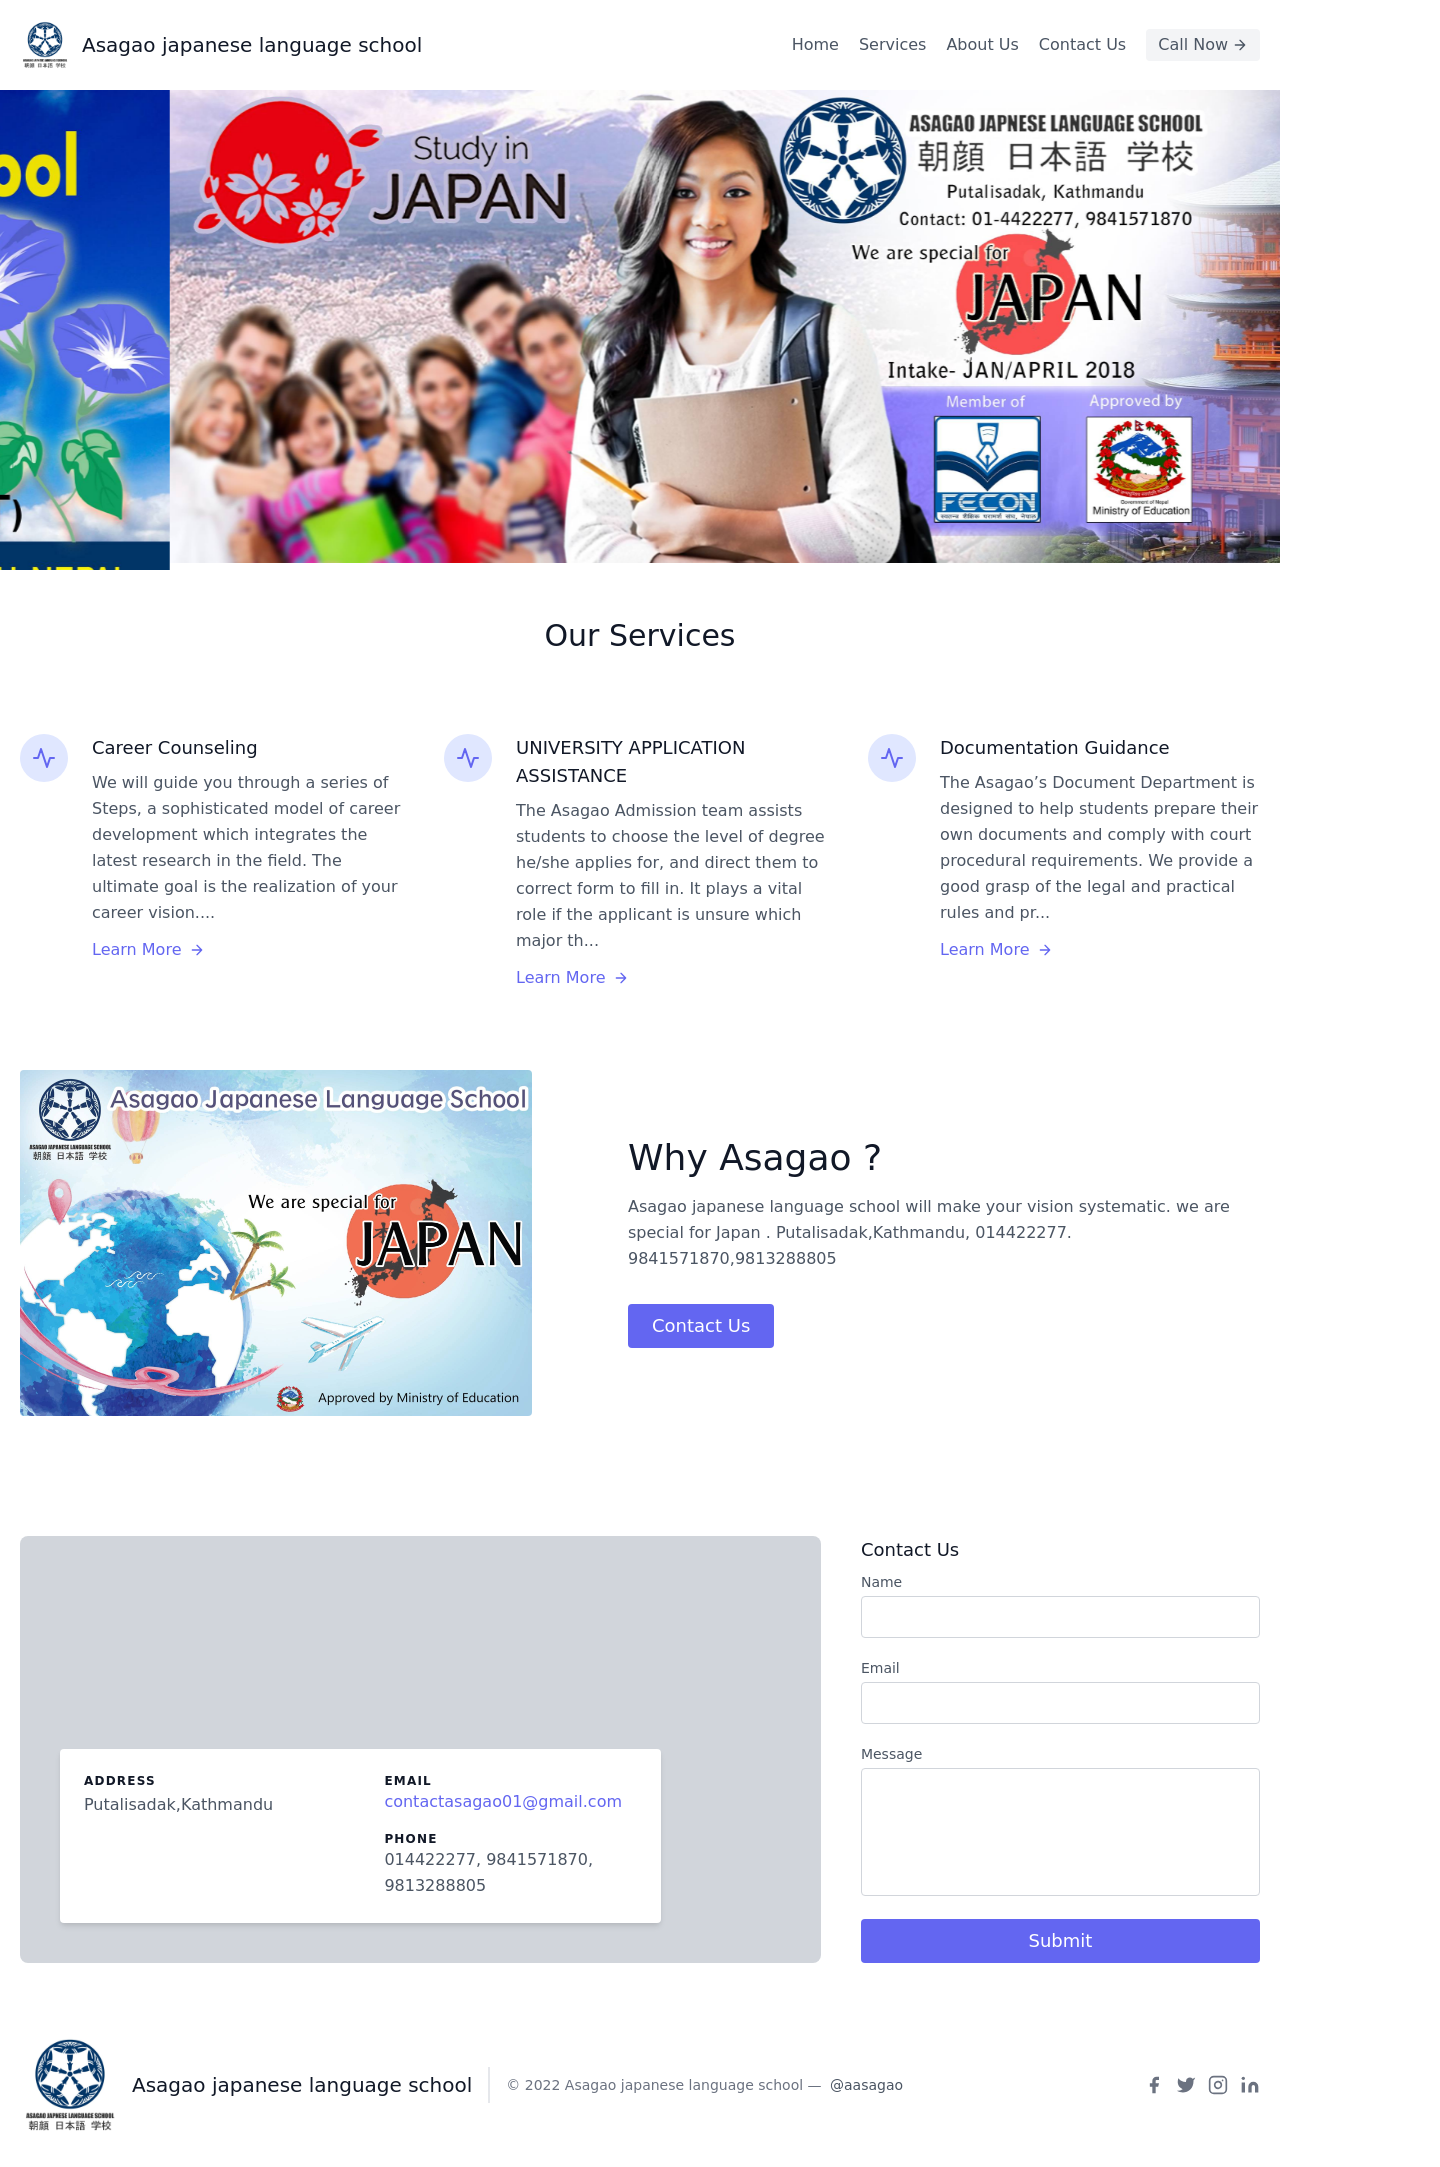 Asagao japanese language school
Home
Services
About Us
Contact Us
Call Now
ool
T)
Study in
JAPAN
ASAGAO JAPNESE LANGUAGE SCHOOL
朝顔 日本語 学校
Putalisadak, Kathmandu
Contact: 01-4422277, 9841571870
We are special for
JAPAN
Intake- JAN/APRIL 2018
Member of
Approved by
FECON
Government of Nepal
Ministry of Education
Our Services
Career Counseling
We will guide you through a series of
Steps, a sophisticated model of career
development which integrates the
latest research in the field. The
ultimate goal is the realization of your
career vision....
Learn More
UNIVERSITY APPLICATION
ASSISTANCE
The Asagao Admission team assists
students to choose the level of degree
he/she applies for, and direct them to
correct form to fill in. It plays a vital
role if the applicant is unsure which
major th...
Learn More
Documentation Guidance
The Asagao’s Document Department is
designed to help students prepare their
own documents and comply with court
procedural requirements. We provide a
good grasp of the legal and practical
rules and pr...
Learn More
Asagao Japanese Language School
ASAGAO JAPNESE LANGUAGE SCHOOL
朝顔 日本語 学校
We are special for
JAPAN
Approved by Ministry of Education
Why Asagao ?
Asagao japanese language school will make your vision systematic. we are
special for Japan . Putalisadak,Kathmandu, 014422277.
9841571870,9813288805
Contact Us
ADDRESS
Putalisadak,Kathmandu
EMAIL
contactasagao01@gmail.com
PHONE
014422277, 9841571870,
9813288805
Contact Us
Name
Email
Message
Submit
ASAGAO JAPNESE LANGUAGE SCHOOL
朝顔 日本語 学校
Asagao japanese language school
© 2022 Asagao japanese language school — @aasagao